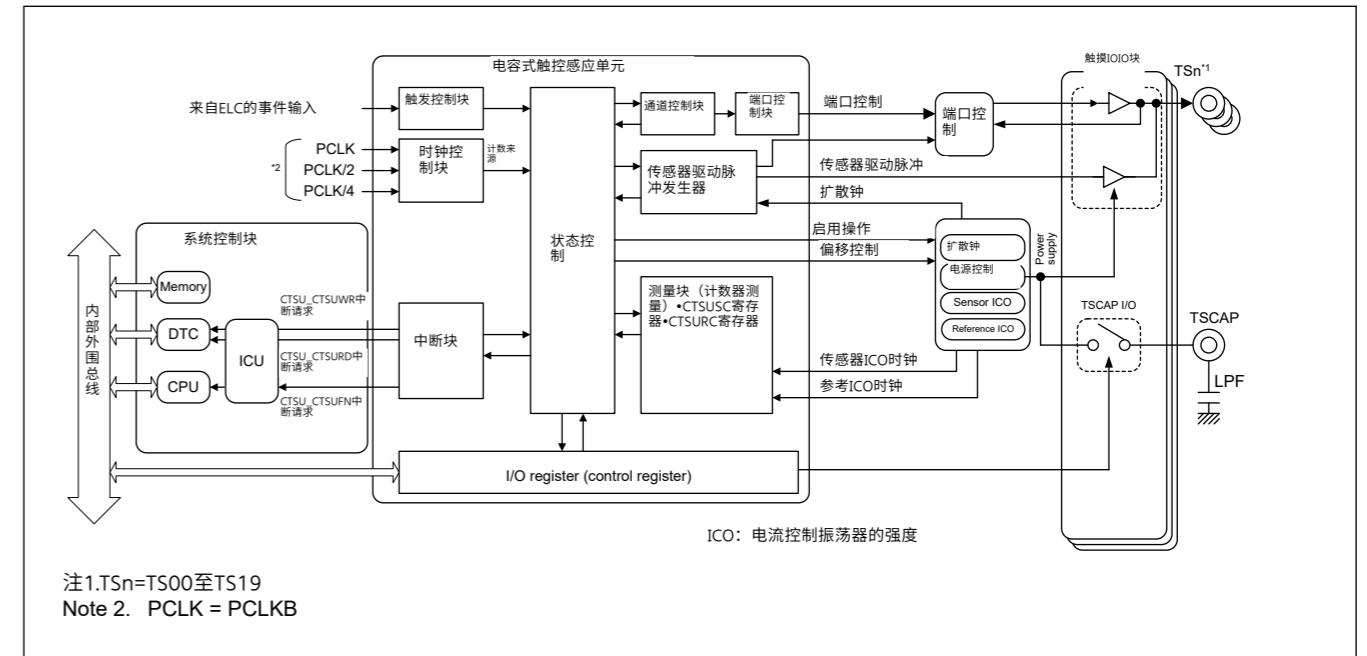 电容式触控感应单元
触摸IOIO块
TSn*1
来自ELC的事件输入
触发控制块
通道控制块
端口控
制块
端口控制
端口控
制
PCLK
*2
PCLK/2
PCLK/4
时钟控
制块
计数来
源
传感器驱动脉
冲发生器
传感器驱动脉冲
扩散钟
系统控制块
状态控
制
启用操作
偏移控制
扩散钟
电源控制
Sensor ICO
Reference ICO
Power
supply
内部外围总线
Memory
DTC
CPU
ICU
CTSU_CTSUWR中
断请求
CTSU_CTSURD中
断请求
CTSU_CTSUFN中
断请求
中断块
测量块（计数器测
量）•CTSUSC寄存
器•CTSURC寄存器
传感器ICO时钟
参考ICO时钟
TSCAP I/O
TSCAP
LPF
I/O register (control register)
ICO：电流控制振荡器的强度
注1.TSn=TS00至TS19
Note 2. PCLK = PCLKB